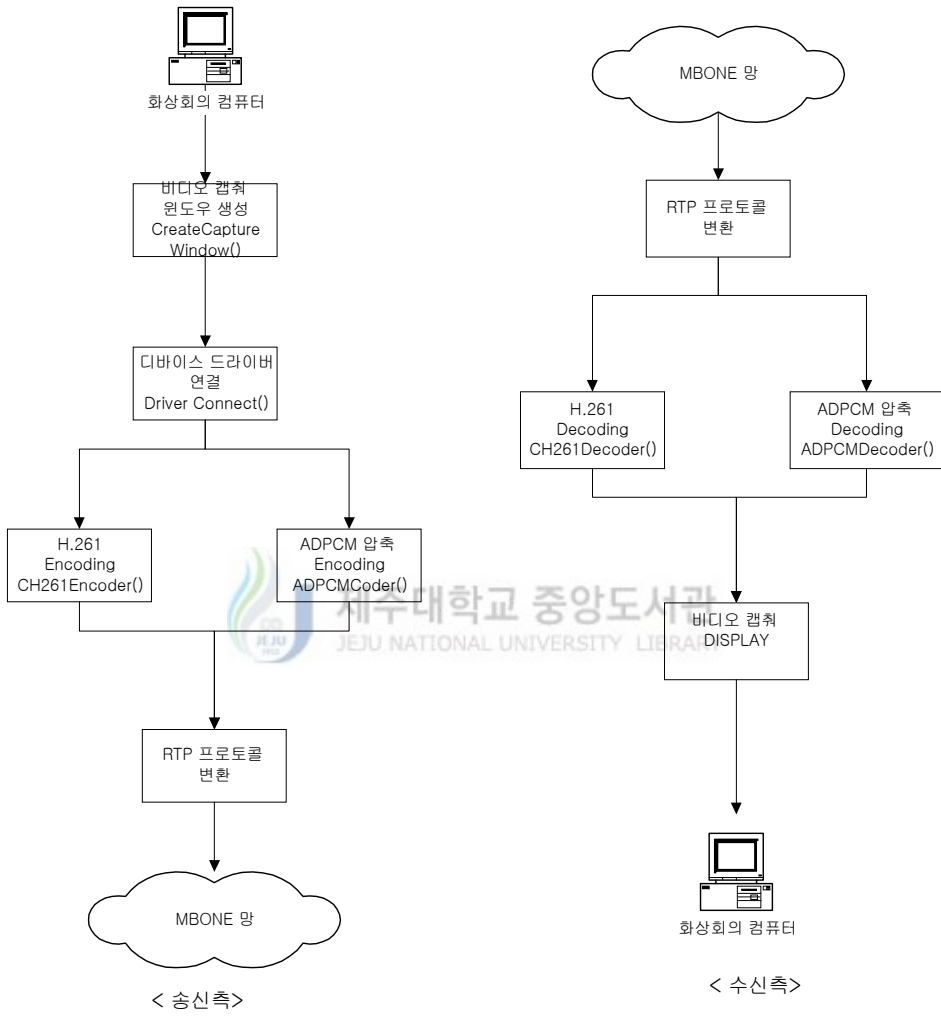 화상회의 컴퓨터
비디오 캡춰
윈도우 생성
CreateCapture
Window()
디바이스 드라이버
연결
Driver Connect()
H.261
Encoding
CH261Encoder()
ADPCM 압축
Encoding
ADPCMCoder()
RTP 프로토콜
변환
MBONE 망
< 송신측>
MBONE 망
RTP 프로토콜
변환
H.261
Decoding
CH261Decoder()
ADPCM 압축
Decoding
ADPCMDecoder()
비디오 캡춰
DISPLAY
화상회의 컴퓨터
< 수신측>
제주대학교 중앙도서관
JEJU NATIONAL UNIVERSITY LIBRARY
JEJU
1952